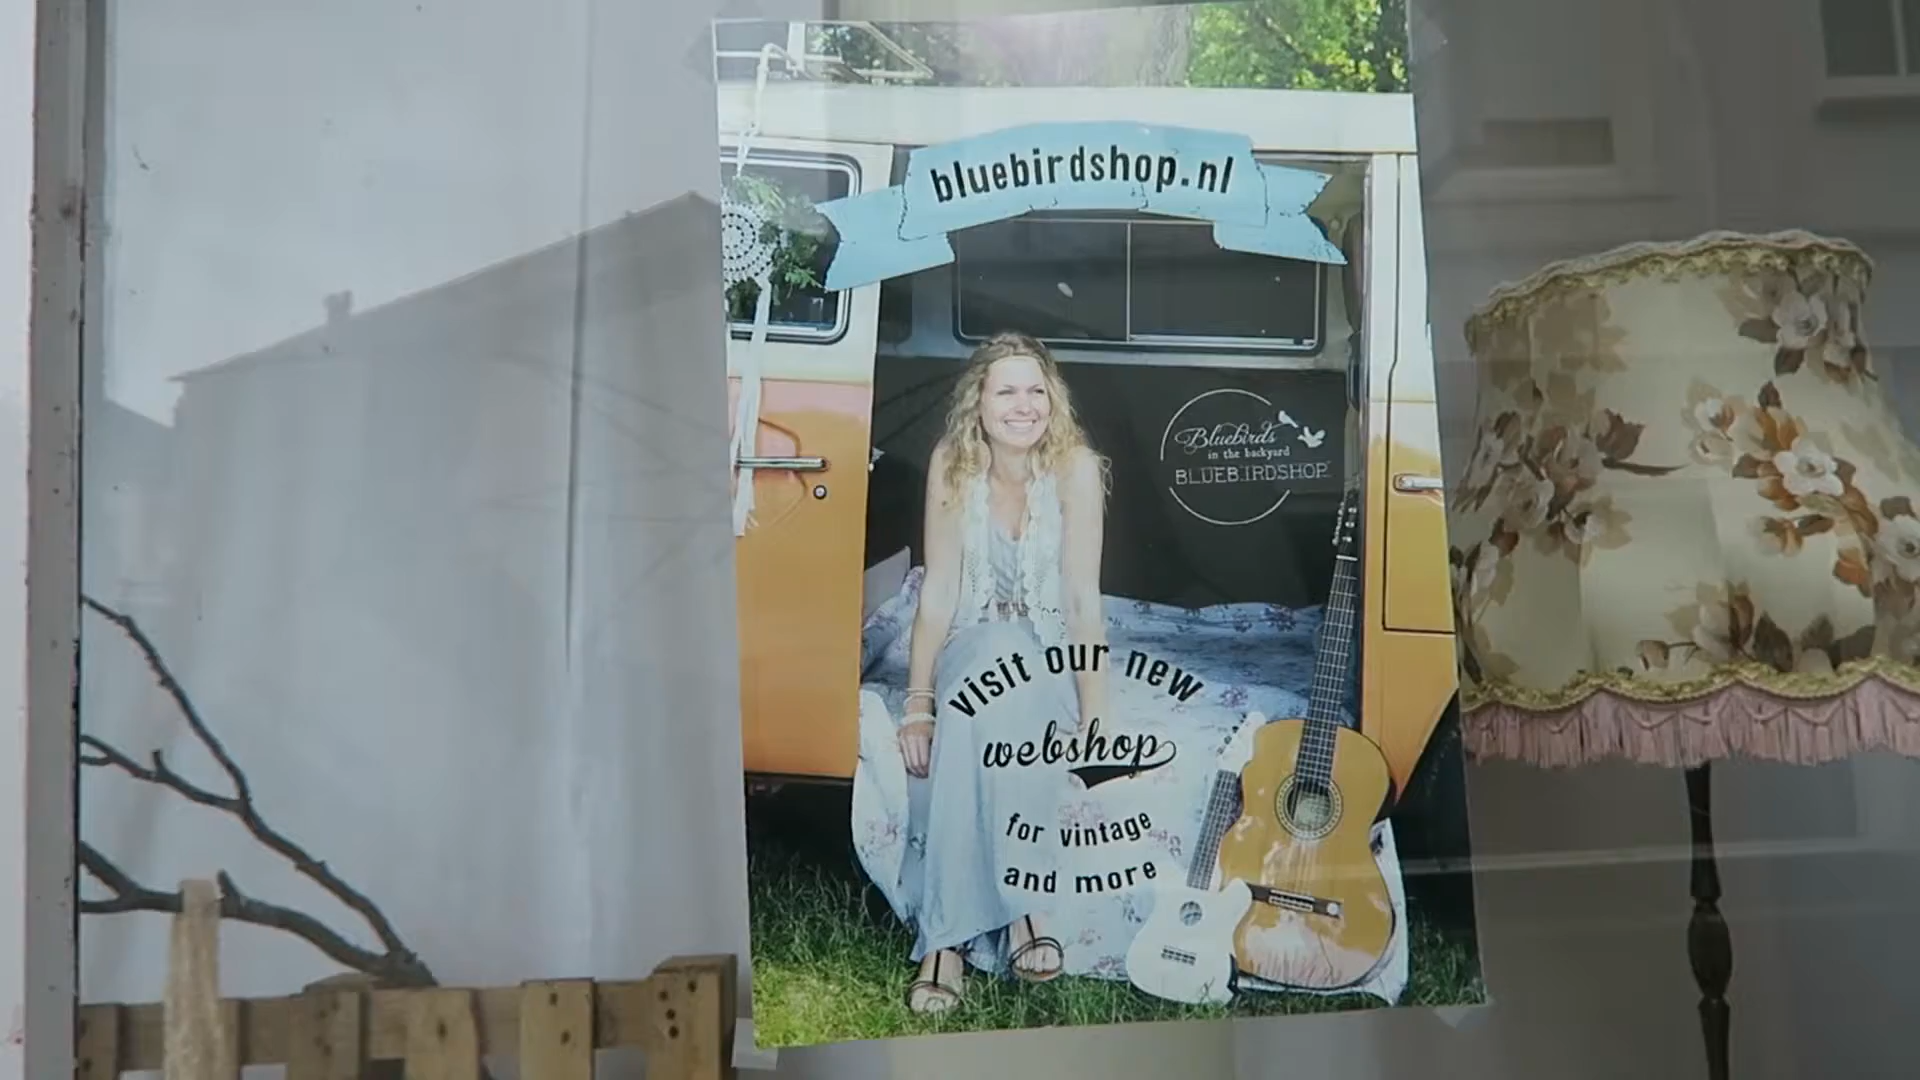 bluebirdshop.nl
Bluebirds
in the backyard
BLUEBIRDSHOP
visit our new
webshop
for vintage
and more